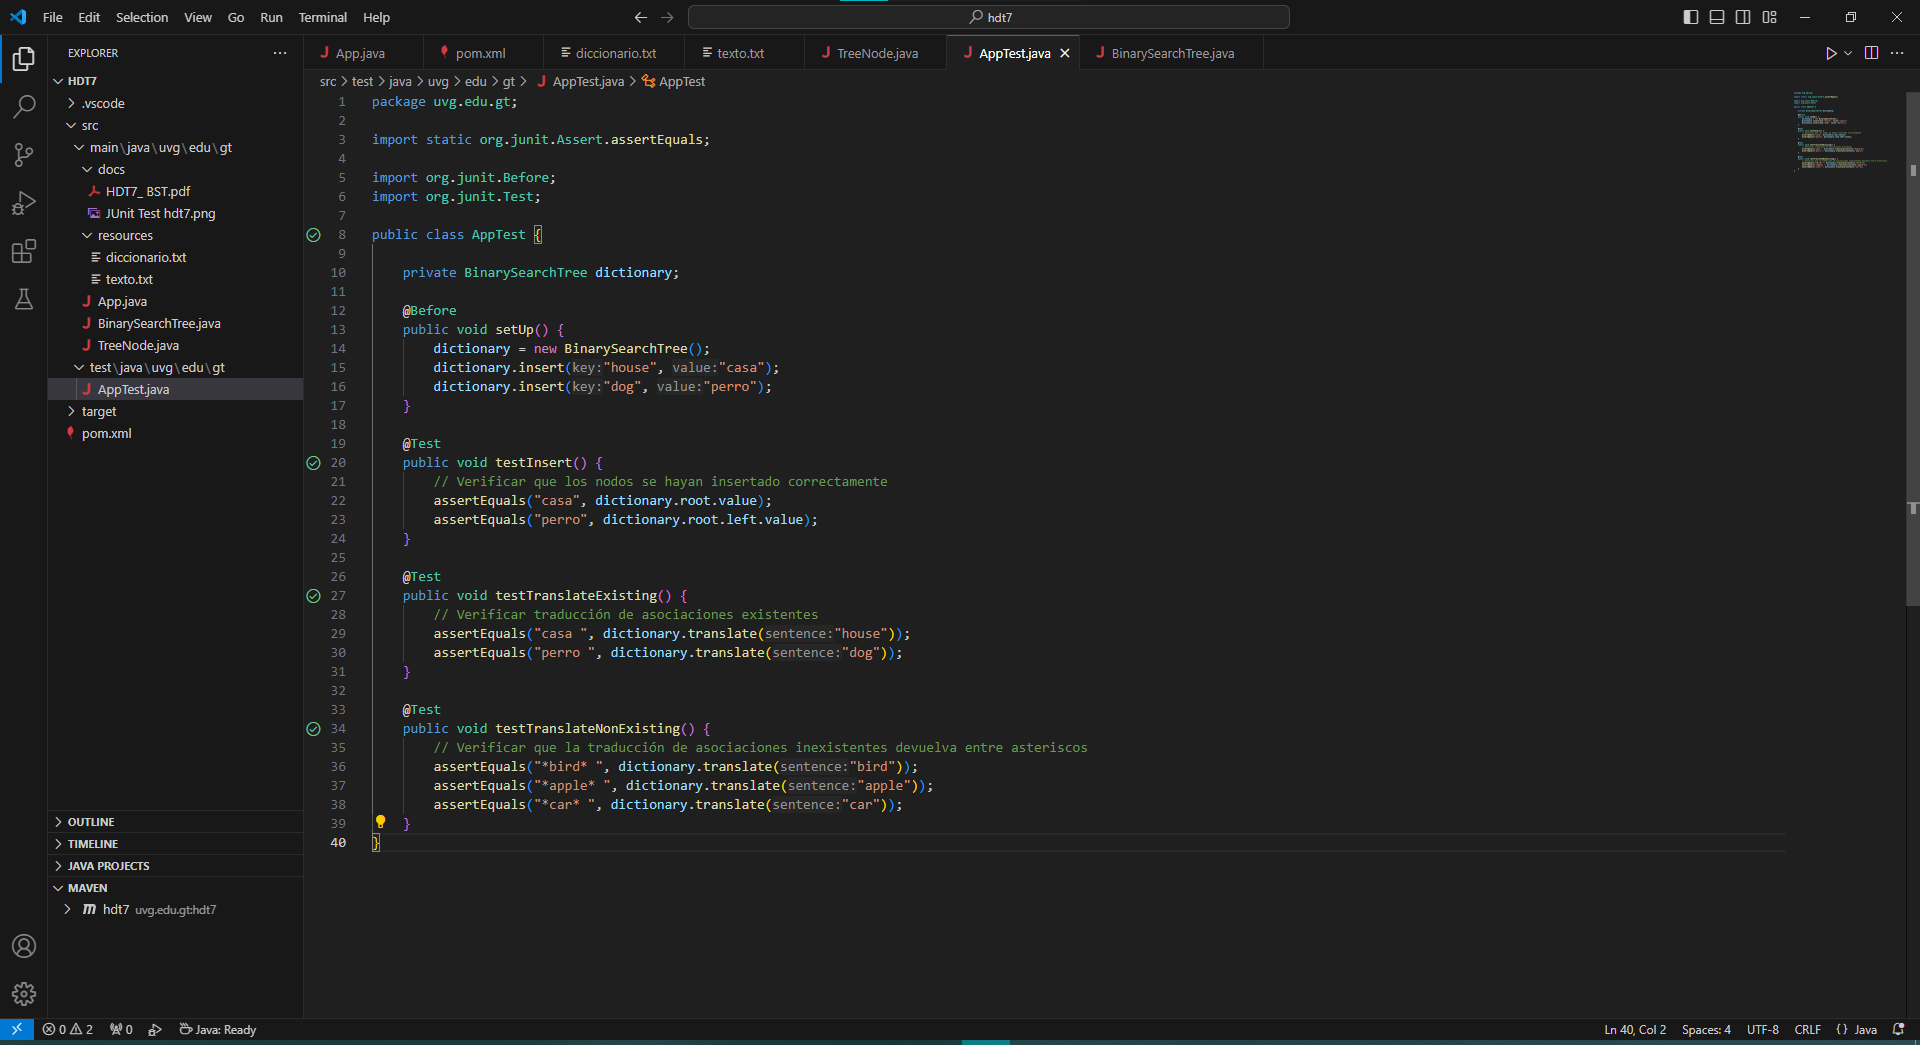 File Edit Selection View Go Run Terminal Help
hdt7
EXPLORER
HDT7
.vscode
src
main\java\uvg\edu\gt
docs
HDT7_ BST.pdf
JUnit Test hdt7.png
resources
diccionario.txt
texto.txt
App.java
BinarySearchTree.java
TreeNode.java
test\java\uvg\edu\gt
AppTest.java
target
pom.xml
OUTLINE
TIMELINE
JAVA PROJECTS
MAVEN
hdt7 uvg.edu.gt:hdt7
App.java pom.xml diccionario.txt texto.txt TreeNode.java AppTest.java BinarySearchTree.java
src > test > java > uvg > edu > gt > AppTest.java > AppTest
1 package uvg.edu.gt;
2
3 import static org.junit.Assert.assertEquals;
4
5 import org.junit.Before;
6 import org.junit.Test;
7
8 public class AppTest {
9
10 private BinarySearchTree dictionary;
11
12 @Before
13 public void setUp() {
14 dictionary = new BinarySearchTree();
15 dictionary.insert(key:"house", value:"casa");
16 dictionary.insert(key:"dog", value:"perro");
17 }
18
19 @Test
20 public void testInsert() {
21 // Verificar que los nodos se hayan insertado correctamente
22 assertEquals("casa", dictionary.root.value);
23 assertEquals("perro", dictionary.root.left.value);
24 }
25
26 @Test
27 public void testTranslateExisting() {
28 // Verificar traducción de asociaciones existentes
29 assertEquals("casa ", dictionary.translate(sentence:"house"));
30 assertEquals("perro ", dictionary.translate(sentence:"dog"));
31 }
32
33 @Test
34 public void testTranslateNonExisting() {
35 // Verificar que la traducción de asociaciones inexistentes devuelva entre asteriscos
36 assertEquals("*bird* ", dictionary.translate(sentence:"bird"));
37 assertEquals("*apple* ", dictionary.translate(sentence:"apple"));
38 assertEquals("*car* ", dictionary.translate(sentence:"car"));
39 }
40 }
0 2 0 Java: Ready
Ln 40, Col 2 Spaces: 4 UTF-8 CRLF {} Java